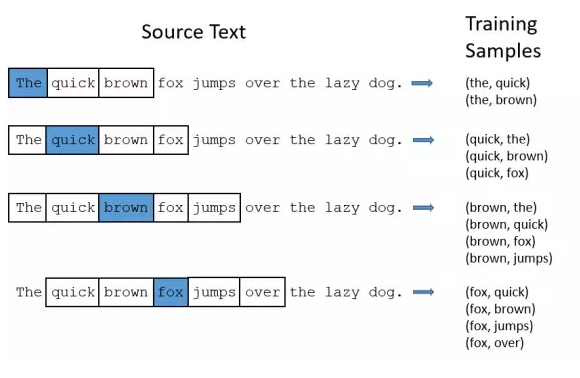 Source Text
Training
Samples
The quick brown fox jumps over the lazy dog.
(the, quick)
(the, brown)
The quick brown fox jumps over the lazy dog.
(quick, the)
(quick, brown)
(quick, fox)
The quick brown fox jumps over the lazy dog.
(brown, the)
(brown, quick)
(brown, fox)
(brown, jumps)
The quick brown fox jumps over the lazy dog.
(fox, quick)
(fox, brown)
(fox, jumps)
(fox, over)